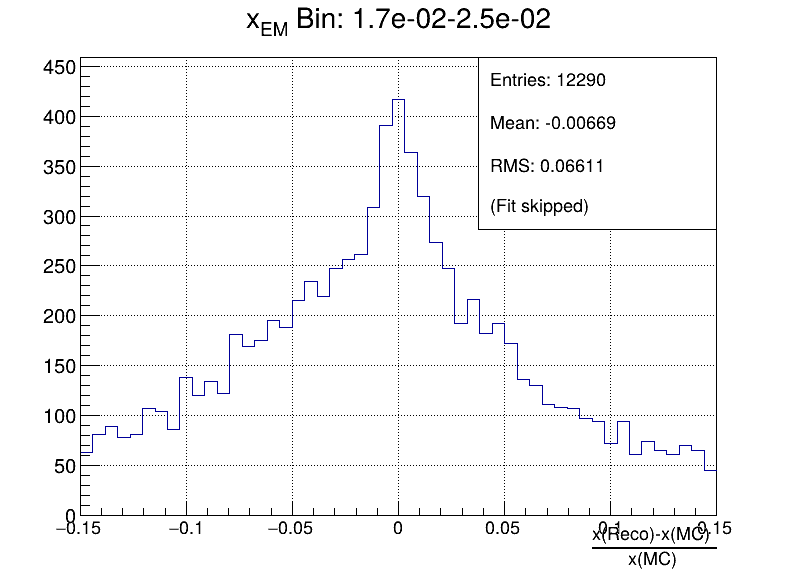 x_EM Bin: 1.7e-02-2.5e-02
Entries: 12290
Mean: -0.00669
RMS: 0.06611
(Fit skipped)
450
400
350
300
250
200
150
100
50
0
−0.15 −0.1 −0.05 0 0.05 0.1 0.15
x(Reco)-x(MC)
x(MC)